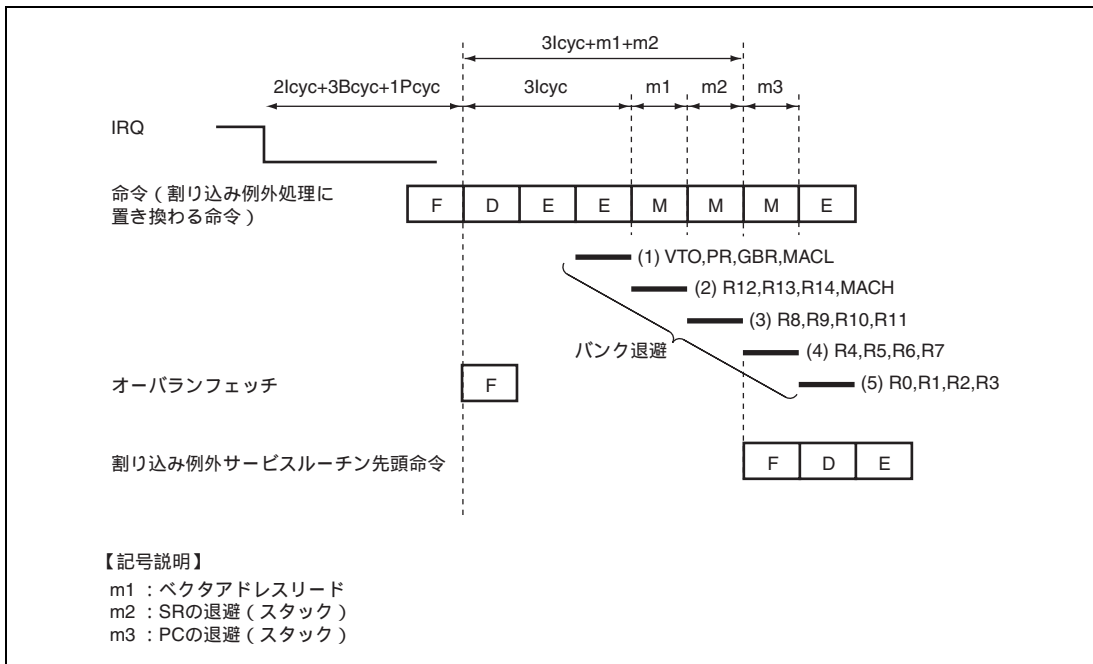 3Icyc+m1+m2
2Icyc+3Bcyc+1Pcyc
3Icyc
m1
m2
m3
IRQ
命令（割り込み例外処理に
置き換わる命令）
F D E E M M M E
(1) VTO,PR,GBR,MACL
(2) R12,R13,R14,MACH
(3) R8,R9,R10,R11
バンク退避
(4) R4,R5,R6,R7
(5) R0,R1,R2,R3
オーバランフェッチ
F
割り込み例外サービスルーチン先頭命令
F D E
【記号説明】
m1 ：ベクタアドレスリード
m2 ：SRの退避（スタック）
m3 ：PCの退避（スタック）